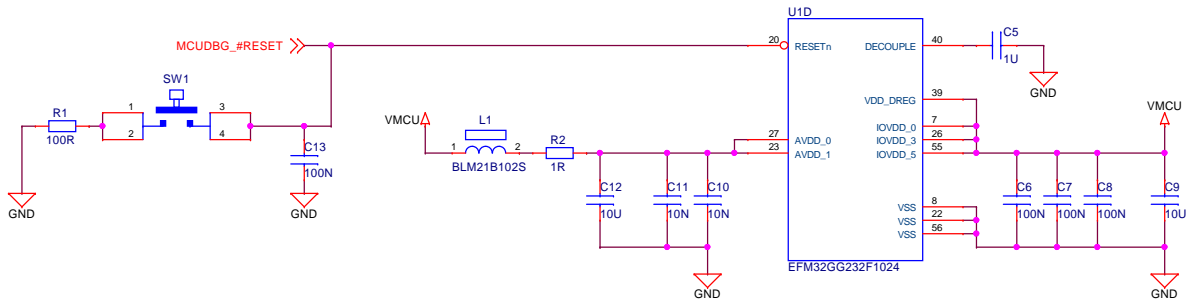 U1D
MCUDBG_#RESET
20
RESETn
DECOUPLE
40
C5
1U
GND
SW1
R1
100R
1
2
3
4
C13
100N
GND
GND
VMCU
L1
1
2
BLM21B102S
R2
1R
27
23
AVDD_0
AVDD_1
C12
10U
C11
10N
C10
10N
GND
VDD_DREG
39
IOVDD_0
7
IOVDD_3
26
IOVDD_5
55
VMCU
VSS
8
VSS
22
VSS
56
C6
100N
C7
100N
C8
100N
C9
10U
GND
EFM32GG232F1024